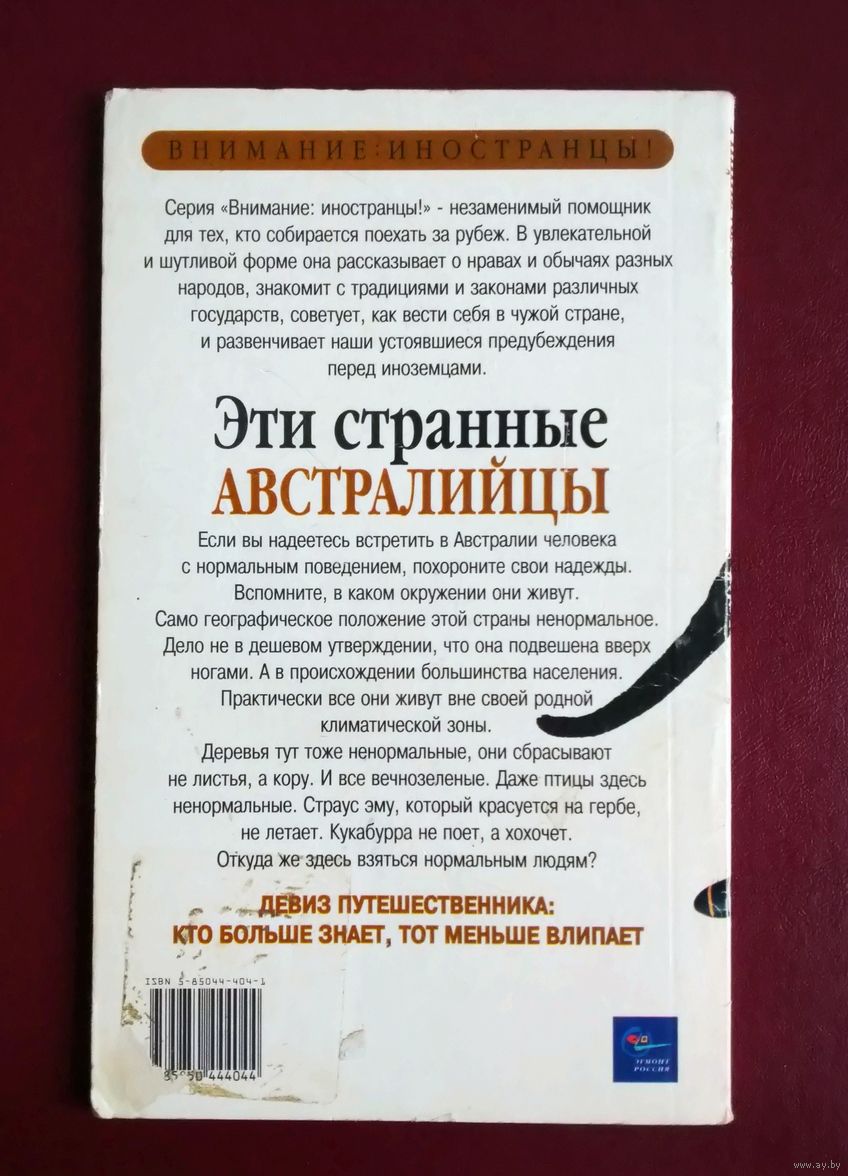 ВНИМАНИЕ: ИНОСТРАНЦЫ!
Серия «Внимание: иностранцы!» - незаменимый помощник
для тех, кто собирается поехать за рубеж. В увлекательной
и шутливой форме она рассказывает о нравах и обычаях разных
народов, знакомит с традициями и законами различных
государств, советует, как вести себя в чужой стране,
и развенчивает наши устоявшиеся предубеждения
перед иноземцами.
Эти странные
АВСТРАЛИЙЦЫ
Если вы надеетесь встретить в Австралии человека
с нормальным поведением, похороните свои надежды.
Вспомните, в каком окружении они живут.
Само географическое положение этой страны ненормальное.
Дело не в дешевом утверждении, что она подвешена вверх
ногами. А в происхождении большинства населения.
Практически все они живут вне своей родной
климатической зоны.
Деревья тут тоже ненормальные, они сбрасывают
не листья, а кору. И все вечнозеленые. Даже птицы здесь
ненормальные. Страус эму, который красуется на гербе,
не летает. Кукабурра не поет, а хохочет.
Откуда же здесь взяться нормальным людям?
ДЕВИЗ ПУТЕШЕСТВЕННИКА:
КТО БОЛЬШЕ ЗНАЕТ, ТОТ МЕНЬШЕ ВЛИПАЕТ
ISBN 5-85044-404-1
444044
ЭГМОНТ
РОССИЯ
www.ay.by